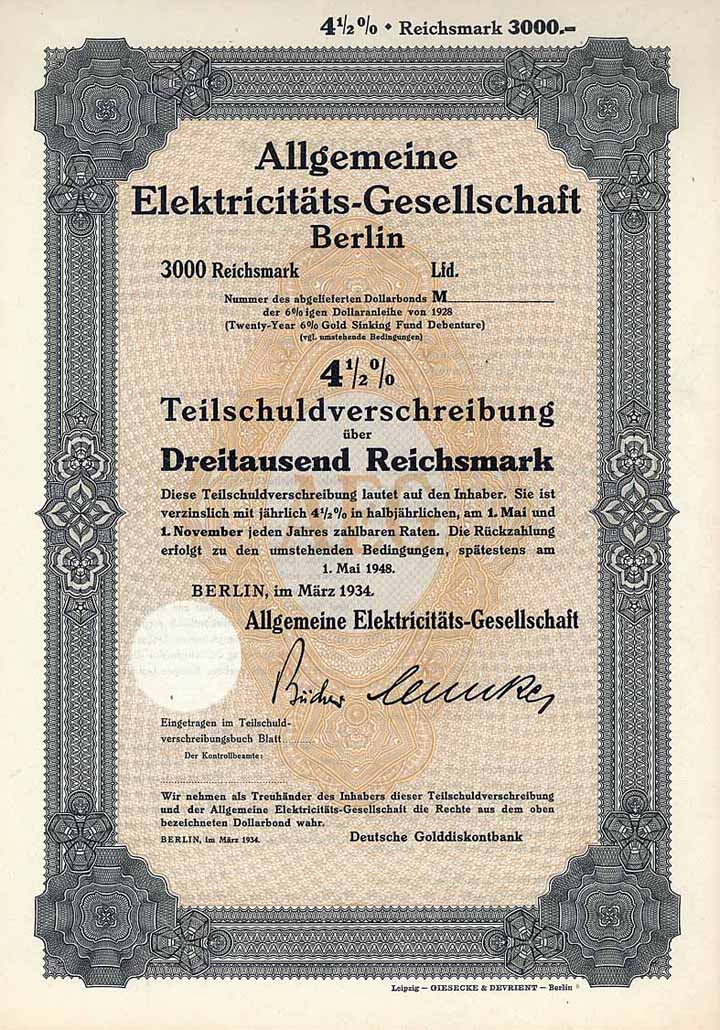 4½% • Reichsmark 3000.-
Allgemeine
Elektricitäts-Gesellschaft
Berlin
3000 Reichsmark Lfd.
Nummer des abgelieferten Dollarbonds M
der 6%igen Dollaranleihe von 1928
(Twenty-Year 6% Gold Sinking Fund Debenture)
(vgl. umstehende Bedingungen)
4½%
Teilschuldverschreibung
über
Dreitausend Reichsmark
Diese Teilschuldverschreibung lautet auf den Inhaber. Sie ist
verzinslich mit jährlich 4½% in halbjährlichen, am 1. Mai und
1. November jeden Jahres zahlbaren Raten. Die Rückzahlung
erfolgt zu den umstehenden Bedingungen, spätestens am
1. Mai 1948.
BERLIN, im März 1934.
Allgemeine Elektricitäts-Gesellschaft
Bücher
Eingetragen im Teilschuld-
verschreibungsbuch Blatt
Der Kontrollbeamte:
Wir nehmen als Treuhänder des Inhabers dieser Teilschuldverschreibung
und der Allgemeine Elektricitäts-Gesellschaft die Rechte aus dem oben
bezeichneten Dollarbond wahr.
BERLIN, im März 1934. Deutsche Golddiskontbank
Leipzig — GIESECKE & DEVRIENT — Berlin
AEG